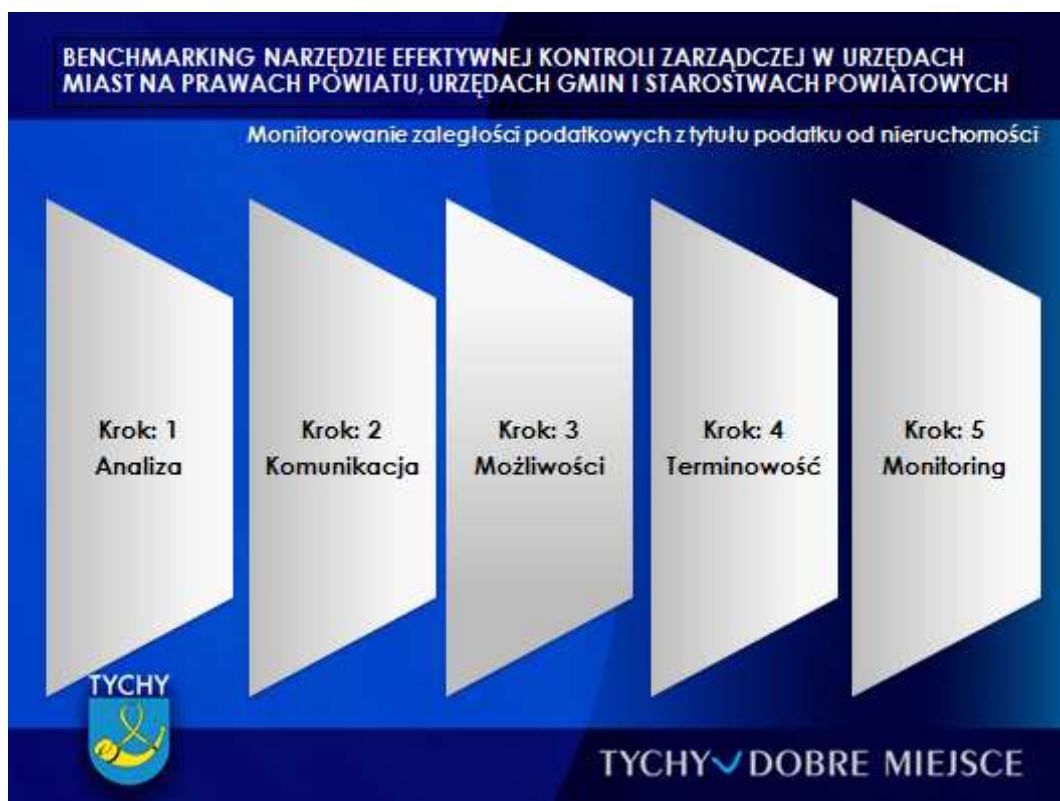 BENCHMARKING NARZĘDZIE EFEKTYWNEJ KONTROLI ZARZĄDCZEJ W URZĘDACH
MIAST NA PRAWACH POWIATU, URZĘDACH GMIN I STAROSTWACH POWIATOWYCH
Monitorowanie zaległości podatkowych z tytułu podatku od nieruchomości
Krok: 1
Analiza
Krok: 2
Komunikacja
Krok: 3
Możliwości
Krok: 4
Terminowość
Krok: 5
Monitoring
TYCHY
TYCHY DOBRE MIEJSCE